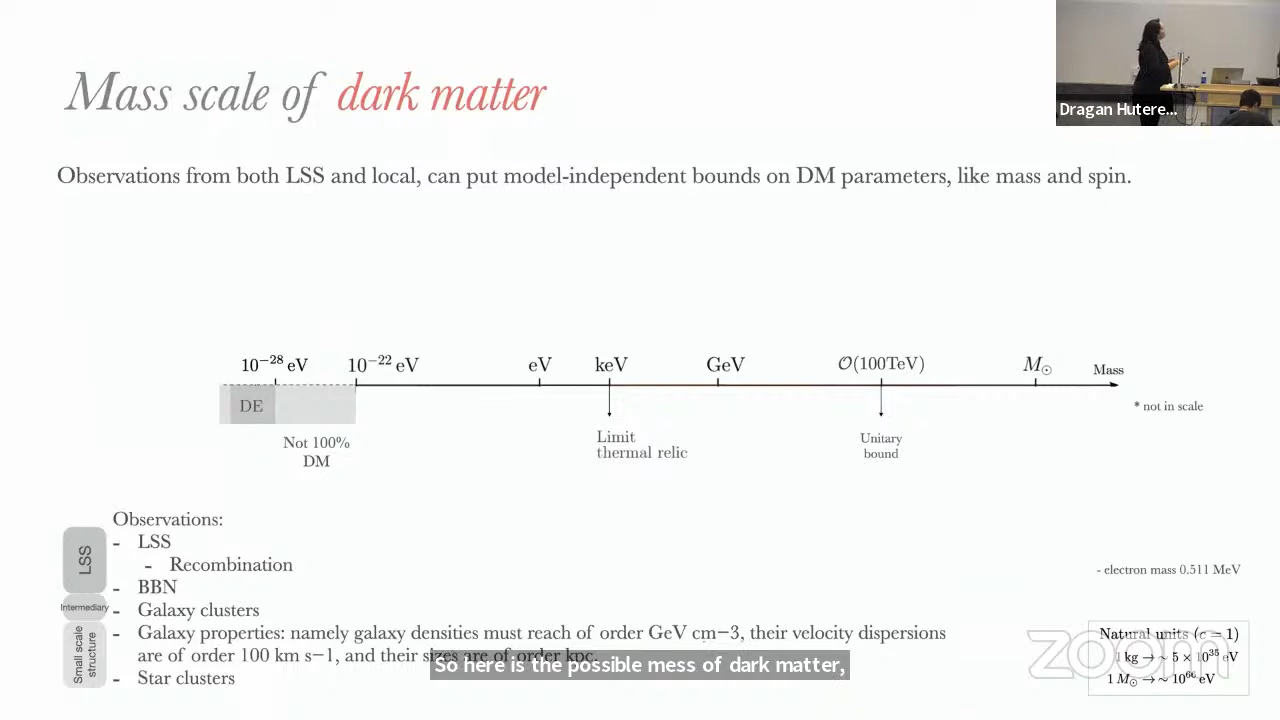 Mass scale of dark matter
Dragan Hutere...
Observations from both LSS and local, can put model-independent bounds on DM parameters, like mass and spin.
10−28 eV 10−22 eV eV keV GeV O(100TeV) M⊙ Mass
DE
* not in scale
Not 100%
DM
Limit
thermal relic
Unitary
bound
Observations:
LSS
- LSS
- Recombination
- electron mass 0.511 MeV
- BBN
Intermediary
- Galaxy clusters
Small scale
structure
- Galaxy properties: namely galaxy densities must reach of order GeV cm−3, their velocity dispersions
are of order 100 km s−1, and their sizes are of order kpc.
- Star clusters
So here is the possible mess of dark matter,
zoom
Natural units (c = 1)
1 kg → ~ 5 × 10^35 eV
1 M⊙ → ~ 10^66 eV